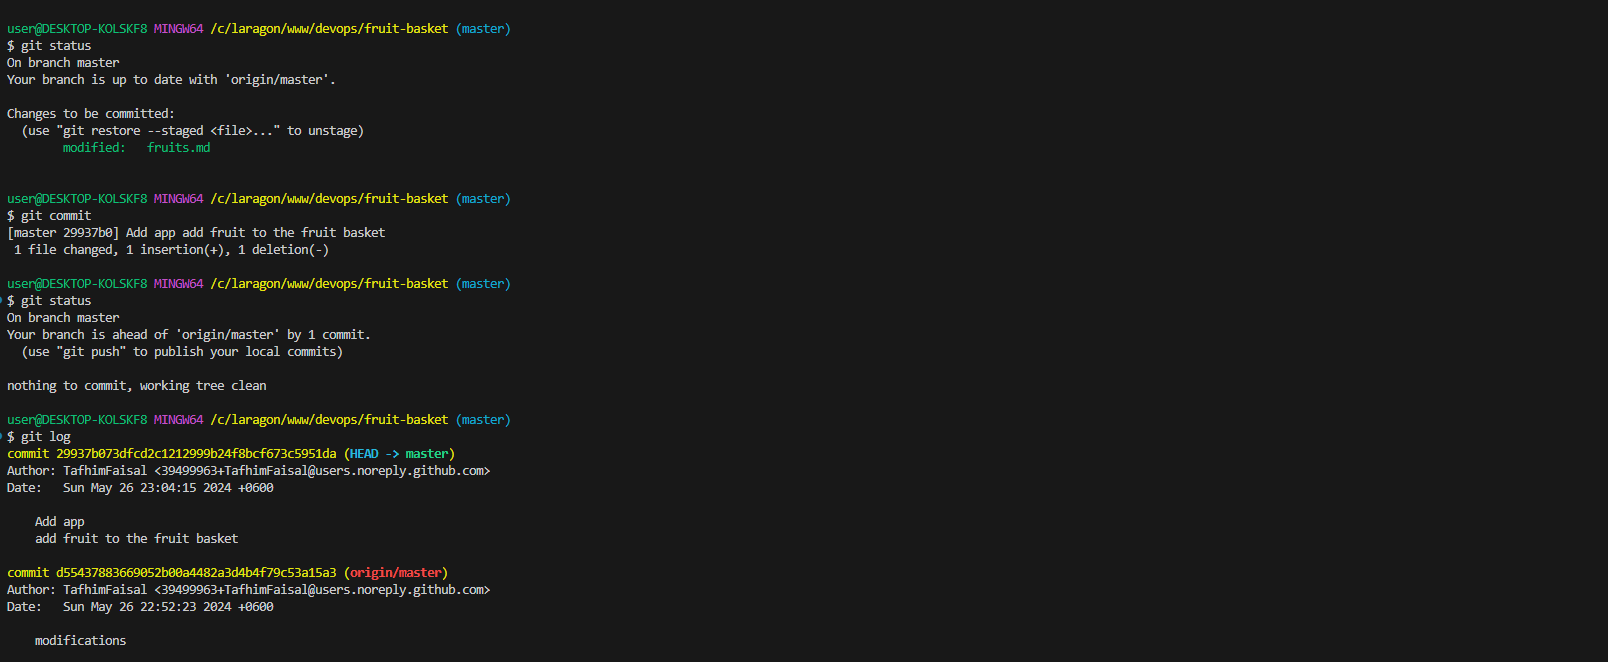 user@DESKTOP-KOLSKF8 MINGW64 /c/laragon/www/devops/fruit-basket (master)
$ git status
On branch master
Your branch is up to date with 'origin/master'.
Changes to be committed:
  (use "git restore --staged <file>..." to unstage)
        modified:   fruits.md
user@DESKTOP-KOLSKF8 MINGW64 /c/laragon/www/devops/fruit-basket (master)
$ git commit
[master 29937b0] Add app add fruit to the fruit basket
 1 file changed, 1 insertion(+), 1 deletion(-)
user@DESKTOP-KOLSKF8 MINGW64 /c/laragon/www/devops/fruit-basket (master)
$ git status
On branch master
Your branch is ahead of 'origin/master' by 1 commit.
  (use "git push" to publish your local commits)
nothing to commit, working tree clean
user@DESKTOP-KOLSKF8 MINGW64 /c/laragon/www/devops/fruit-basket (master)
$ git log
commit 29937b073dfcd2c1212999b24f8bcf673c5951da (HEAD -> master)
Author: TafhimFaisal <39499963+TafhimFaisal@users.noreply.github.com>
Date:   Sun May 26 23:04:15 2024 +0600
    Add app
    add fruit to the fruit basket
commit d55437883669052b00a4482a3d4b4f79c53a15a3 (origin/master)
Author: TafhimFaisal <39499963+TafhimFaisal@users.noreply.github.com>
Date:   Sun May 26 22:52:23 2024 +0600
    modifications